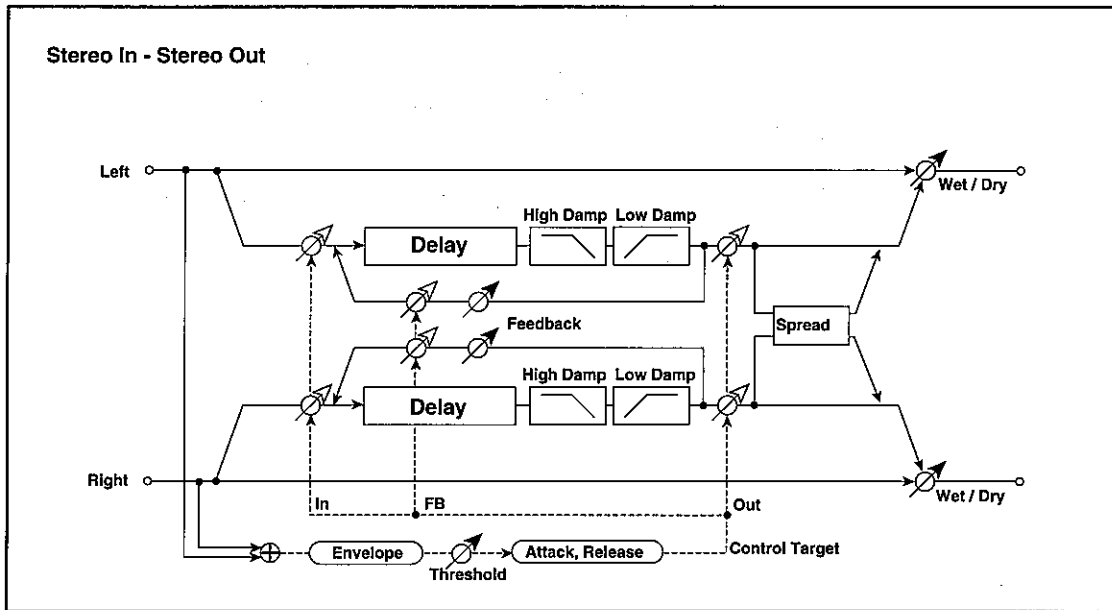 Stereo In - Stereo Out
Left
Wet / Dry
High Damp
Low Damp
Delay
Feedback
Spread
High Damp
Low Damp
Delay
Right
Wet / Dry
In
FB
Out
Envelope
Threshold
Attack, Release
Control Target